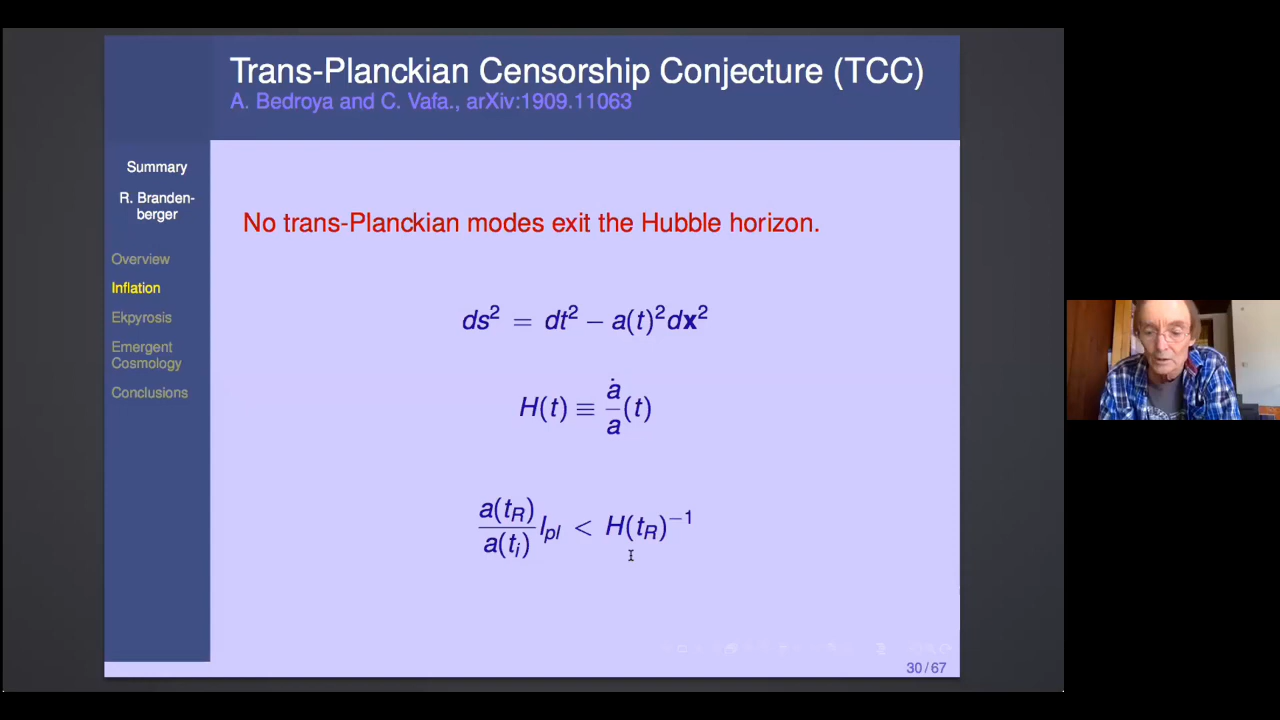 Trans-Planckian Censorship Conjecture (TCC)
A. Bedroya and C. Vafa., arXiv:1909.11063
Summary
R. Branden-
berger
Overview
Inflation
Ekpyrosis
Emergent
Cosmology
Conclusions
No trans-Planckian modes exit the Hubble horizon.
ds² = dt² − a(t)²dx²
H(t) ≡ ȧ/a (t)
a(t_R)/a(t_i) l_pl < H(t_R)⁻¹
30 / 67